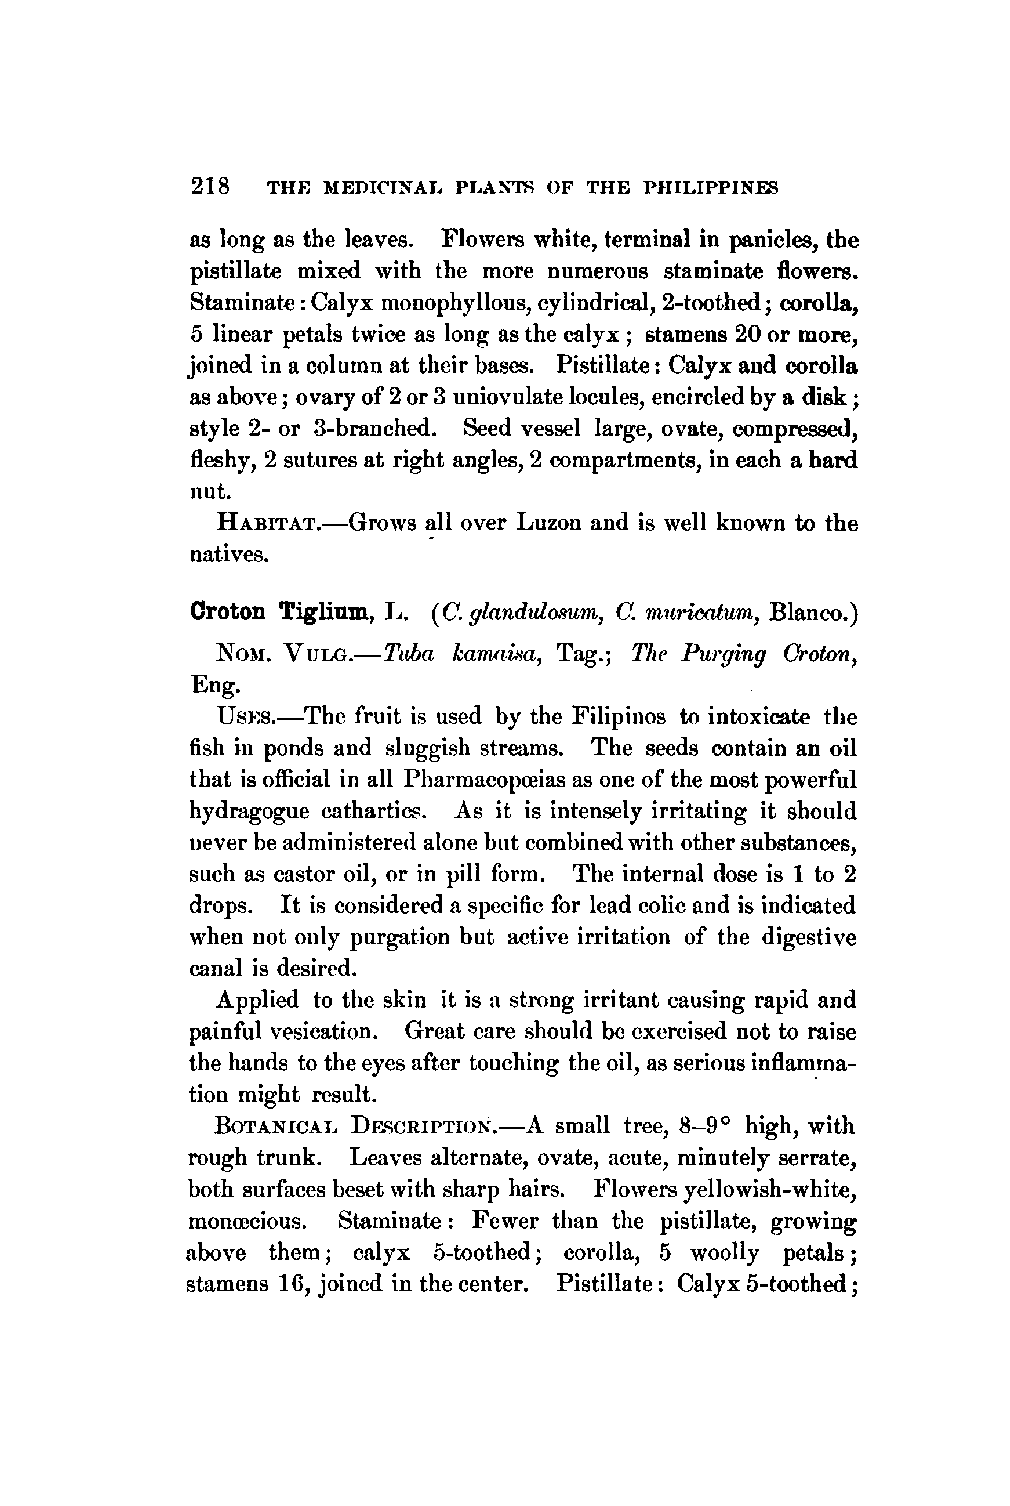 218 THE MEDICINAL PLANTS OF THE PHILIPPINES
as long as the leaves. Flowers white, terminal in panicles, the
pistillate mixed with the more numerous staminate flowers.
Staminate : Calyx monophyllous, cylindrical, 2-toothed ; corolla,
5 linear petals twice as long as the calyx ; stamens 20 or more,
joined in a column at their bases. Pistillate : Calyx and corolla
as above ; ovary of 2 or 3 uniovulate locules, encircled by a disk ;
style 2- or 3-branched. Seed vessel large, ovate, compressed,
fleshy, 2 sutures at right angles, 2 compartments, in each a hard
nut.
HABITAT.—Grows all over Luzon and is well known to the
natives.
Croton Tiglium, L. (C. glandulosum, C. muricatum, Blanco.)
NOM. VULG.—Tuba kamaisa, Tag.; The Purging Croton,
Eng.
USES.—The fruit is used by the Filipinos to intoxicate the
fish in ponds and sluggish streams. The seeds contain an oil
that is official in all Pharmacopœias as one of the most powerful
hydragogue cathartics. As it is intensely irritating it should
never be administered alone but combined with other substances,
such as castor oil, or in pill form. The internal dose is 1 to 2
drops. It is considered a specific for lead colic and is indicated
when not only purgation but active irritation of the digestive
canal is desired.
Applied to the skin it is a strong irritant causing rapid and
painful vesication. Great care should be exercised not to raise
the hands to the eyes after touching the oil, as serious inflamma-
tion might result.
BOTANICAL DESCRIPTION.—A small tree, 8–9° high, with
rough trunk. Leaves alternate, ovate, acute, minutely serrate,
both surfaces beset with sharp hairs. Flowers yellowish-white,
monœcious. Staminate : Fewer than the pistillate, growing
above them ; calyx 5-toothed ; corolla, 5 woolly petals ;
stamens 16, joined in the center. Pistillate : Calyx 5-toothed ;